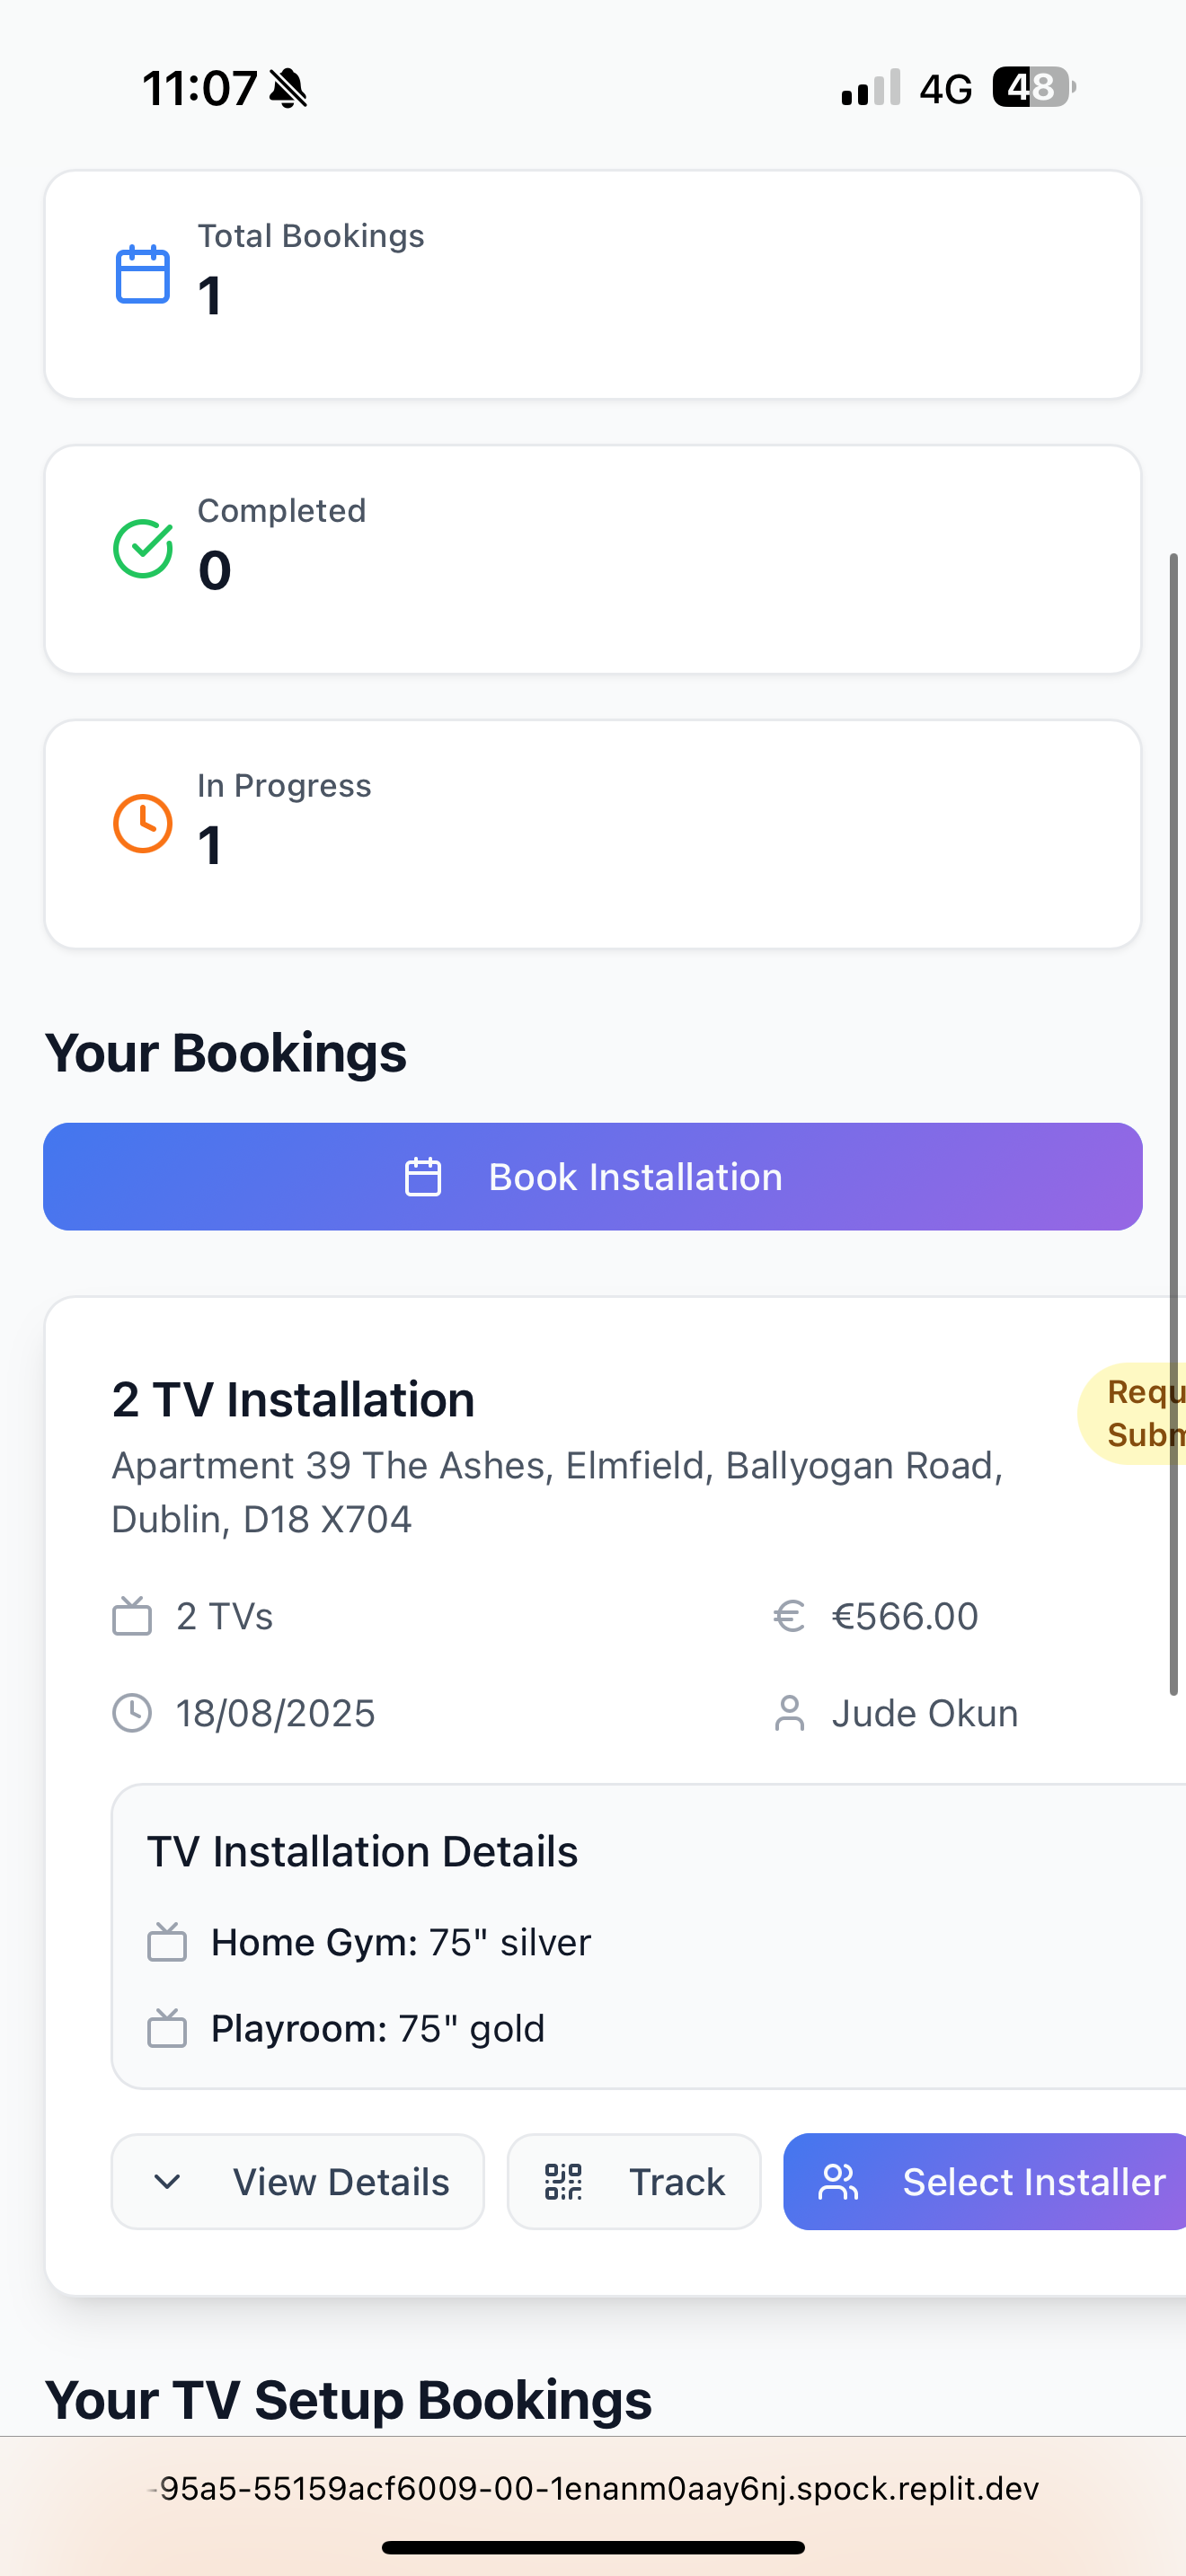 11:07
4G
48
Total Bookings
1
Completed
0
In Progress
1
Your Bookings
Book Installation
2 TV Installation
Requ
Subm
Apartment 39 The Ashes, Elmfield, Ballyogan Road,
Dublin, D18 X704
2 TVs
€566.00
18/08/2025
Jude Okun
TV Installation Details
Home Gym: 75" silver
Playroom: 75" gold
View Details
Track
Select Installer
Your TV Setup Bookings
-95a5-55159acf6009-00-1enanm0aay6nj.spock.replit.dev